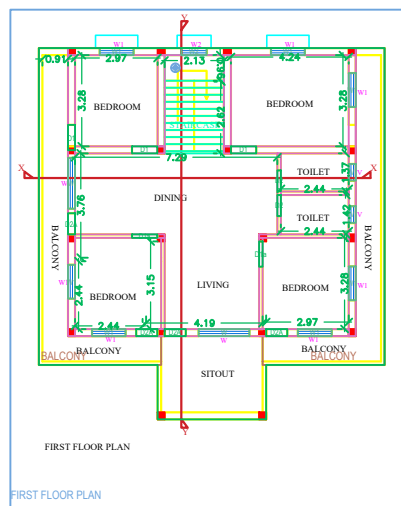 Y
W1
W2
W1
0.91
2.97
2.13
0.96
4.24
3.28
BEDROOM
2.62
BEDROOM
3.28
W1
STAIRCASE
D1
D1
7.29
X
X
TOILET
1.37
V
3.76
DINING
2.44
D2
TOILET
1.42
V
2.44
BALCONY
BALCONY
W1
2.44
3.15
BEDROOM
LIVING
BEDROOM
3.28
W1
2.44
4.19
2.97
W1
W
W1
BALCONY
BALCONY
BALCONY
BALCONY
SITOUT
Y
FIRST FLOOR PLAN
FIRST FLOOR PLAN